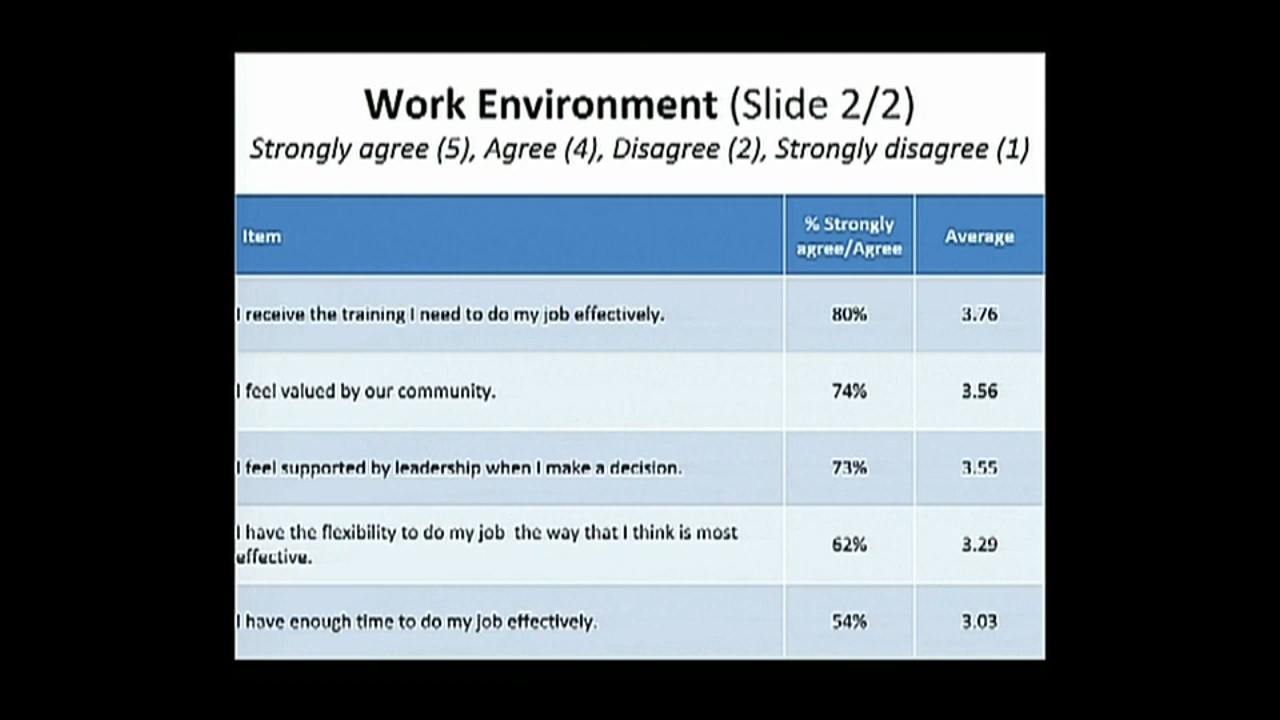 Work Environment (Slide 2/2)
Strongly agree (5), Agree (4), Disagree (2), Strongly disagree (1)
Item
% Strongly
agree/Agree
Average
I receive the training I need to do my job effectively.
80%
3.76
I feel valued by our community.
74%
3.56
I feel supported by leadership when I make a decision.
73%
3.55
I have the flexibility to do my job  the way that I think is most
effective.
62%
3.29
I have enough time to do my job effectively.
54%
3.03